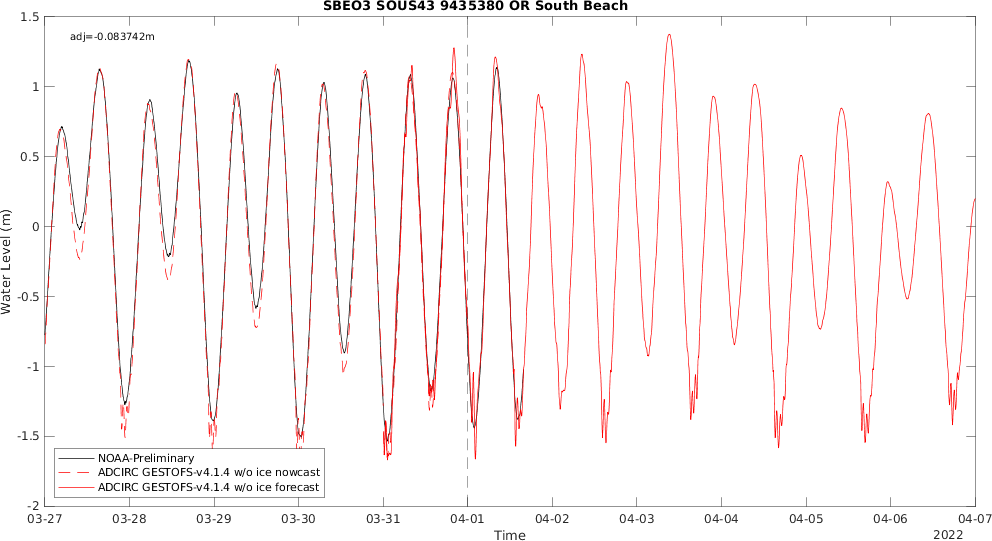 SBEO3 SOUS43 9435380 OR South Beach
adj=-0.083742m
1.5
1
0.5
0
-0.5
-1
-1.5
-2
Water Level (m)
NOAA-Preliminary
ADCIRC GESTOFS-v4.1.4 w/o ice nowcast
ADCIRC GESTOFS-v4.1.4 w/o ice forecast
03-27 03-28 03-29 03-30 03-31 04-01 04-02 04-03 04-04 04-05 04-06 04-07
Time
2022